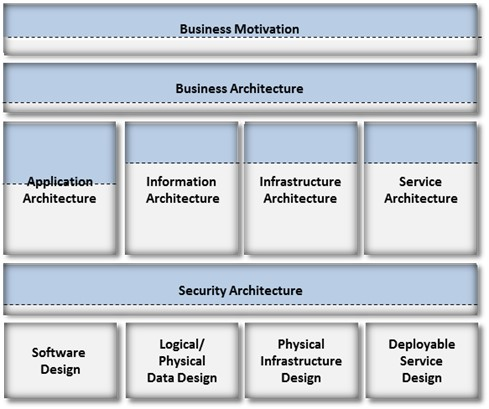 Business Motivation
Business Architecture
Application
Architecture
Information
Architecture
Infrastructure
Architecture
Service
Architecture
Security Architecture
Software
Design
Logical/
Physical
Data Design
Physical
Infrastructure
Design
Deployable
Service
Design